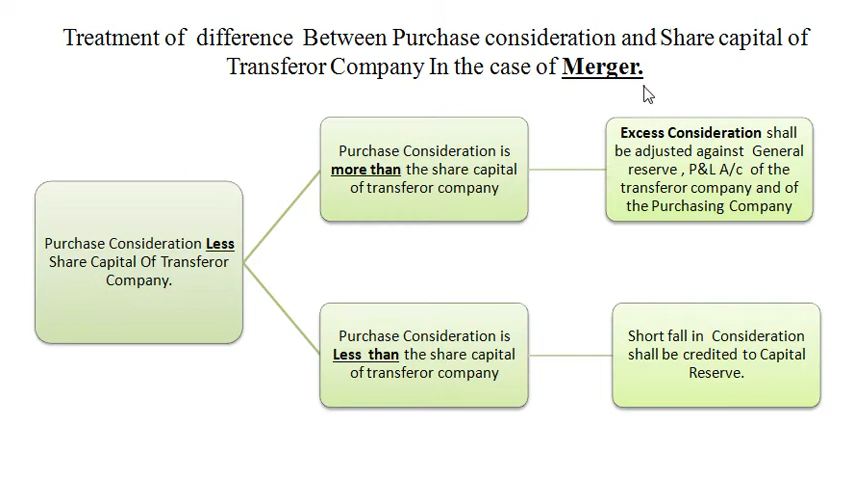 Treatment of difference Between Purchase consideration and Share capital of
Transferor Company In the case of Merger.
Purchase Consideration Less
Share Capital Of Transferor
Company.
Purchase Consideration is
more than the share capital
of transferor company
Excess Consideration shall
be adjusted against General
reserve , P&L A/c of the
transferor company and of
the Purchasing Company
Purchase Consideration is
Less than the share capital
of transferor company
Short fall in Consideration
shall be credited to Capital
Reserve.